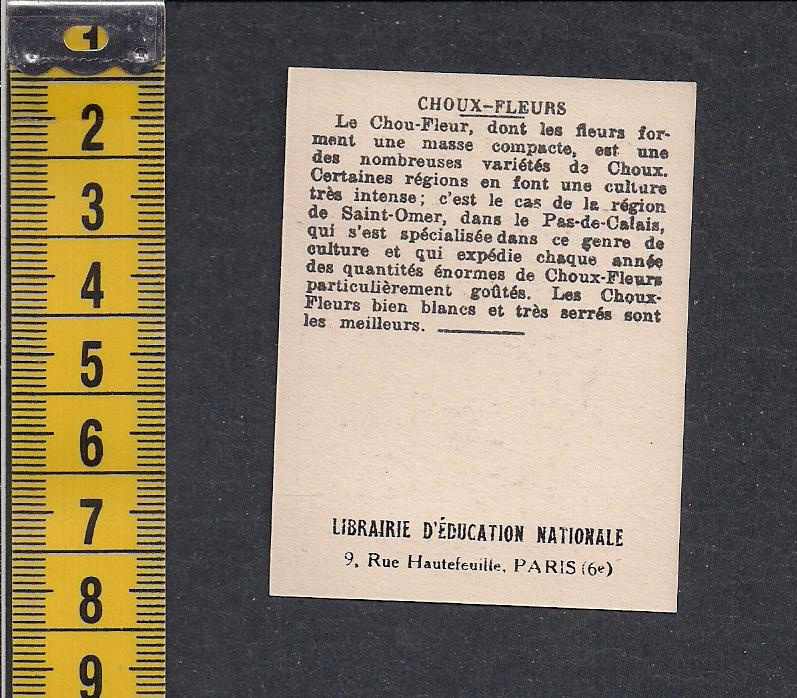 1
2
3
4
5
6
7
8
9
CHOUX-FLEURS
Le Chou-Fleur, dont les fleurs for-
ment une masse compacte, est une
des nombreuses variétés de Choux.
Certaines régions en font une culture
très intense; c'est le cas de la région
de Saint-Omer, dans le Pas-de-Calais,
qui s'est spécialisée dans ce genre de
culture et qui expédie chaque année
des quantités énormes de Choux-Fleurs
particulièrement goûtés. Les Choux-
Fleurs bien blancs et très serrés sont
les meilleurs.
LIBRAIRIE D'ÉDUCATION NATIONALE
9, Rue Hautefeuille, PARIS (6e)